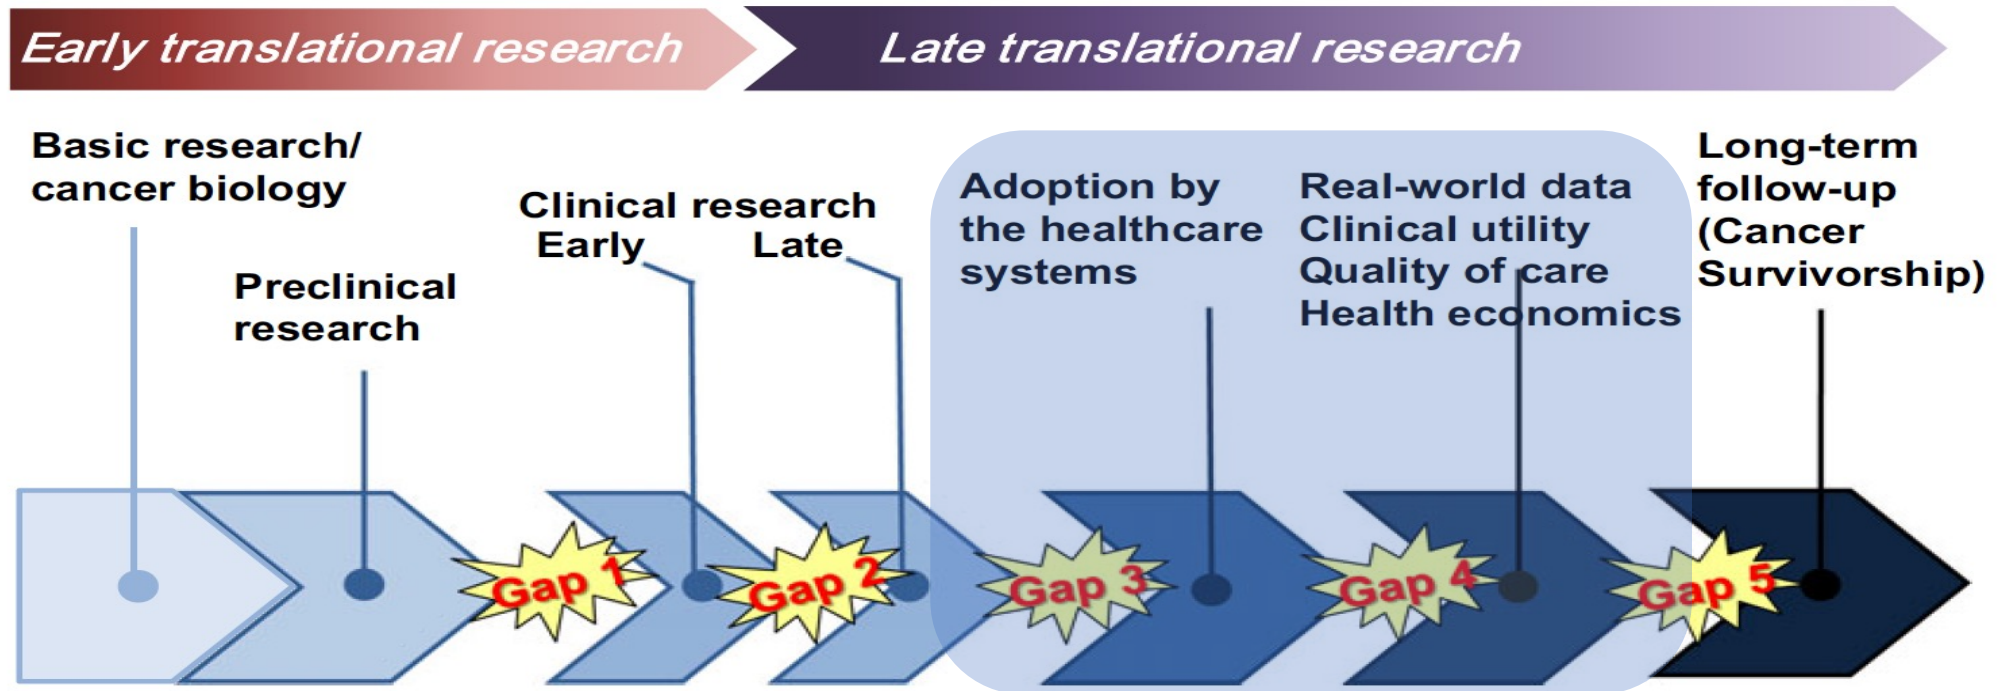 Early translational research
Late translational research
Basic research/
cancer biology
Preclinical
research
Clinical research
Early
Late
Adoption by
the healthcare
systems
Real-world data
Clinical utility
Quality of care
Health economics
Long-term
follow-up
(Cancer
Survivorship)
Gap 1
Gap 2
Gap 3
Gap 4
Gap 5